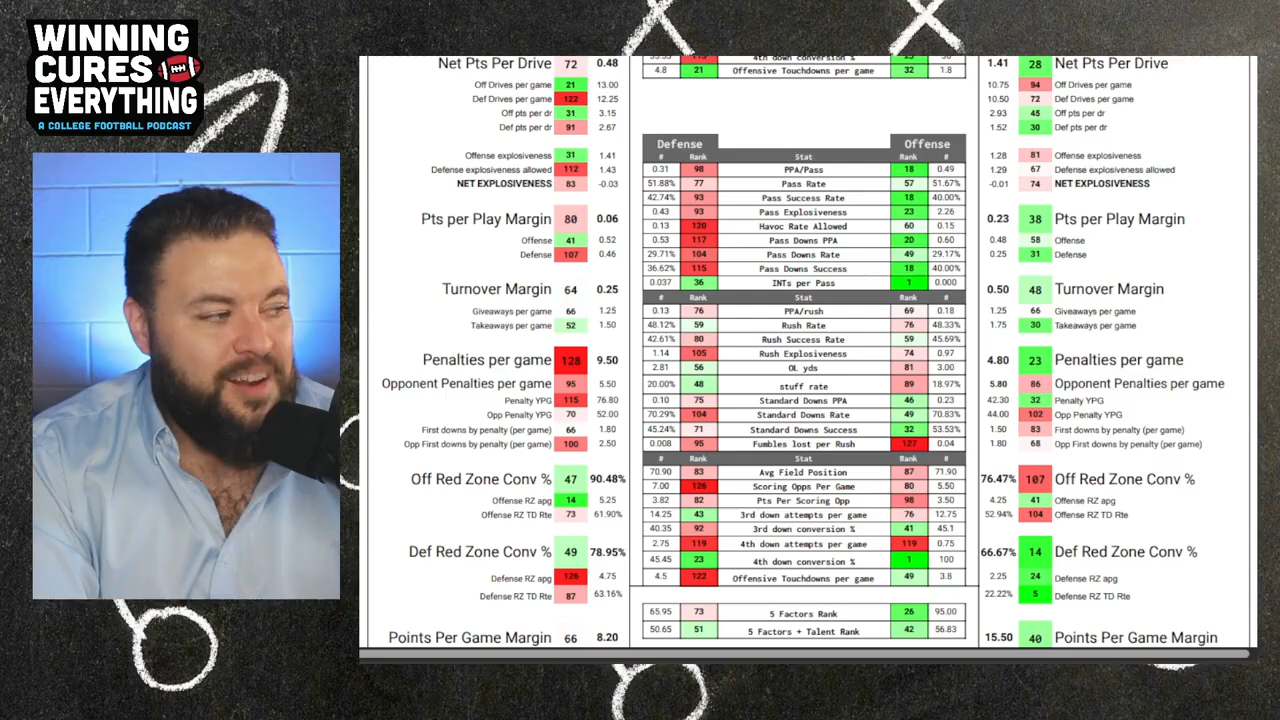 WINNING
CURES
EVERYTHING
A COLLEGE FOOTBALL PODCAST
Net Pts Per Drive 72 0.48
Off Drives per game 21 13.00
Def Drives per game 122 12.25
Off pts per dr 31 3.15
Def pts per dr 91 2.67
Offense explosiveness 31 1.41
Defense explosiveness allowed 112 1.43
NET EXPLOSIVENESS 83 -0.03
Pts per Play Margin 80 0.06
Offense 41 0.52
Defense 107 0.46
Turnover Margin 64 0.25
Giveaways per game 66 1.25
Takeaways per game 52 1.50
Penalties per game 128 9.50
Opponent Penalties per game 95 5.50
Penalty YPG 115 76.80
Opp Penalty YPG 70 52.00
First downs by penalty (per game) 66 1.80
Opp First downs by penalty (per game) 100 2.50
Off Red Zone Conv % 47 90.48%
Offense RZ apg 14 5.25
Offense RZ TD Rte 73 61.90%
Def Red Zone Conv % 49 78.95%
Defense RZ apg 126 4.75
Defense RZ TD Rte 87 63.16%
Points Per Game Margin 66 8.20
4th down conversion %
4.8 21 Offensive Touchdowns per game 32 1.8
Defense Offense
# Rank Stat Rank #
0.31 98 PPA/Pass 18 0.49
51.88% 77 Pass Rate 57 51.67%
42.74% 93 Pass Success Rate 18 40.00%
0.43 93 Pass Explosiveness 23 2.26
0.13 120 Havoc Rate Allowed 60 0.15
0.53 117 Pass Downs PPA 20 0.60
29.71% 104 Pass Downs Rate 49 29.17%
36.62% 115 Pass Downs Success 18 40.00%
0.037 36 INTs per Pass 1 0.000
# Rank Stat Rank #
0.13 76 PPA/rush 69 0.18
48.12% 59 Rush Rate 76 48.33%
42.61% 80 Rush Success Rate 59 45.69%
1.14 105 Rush Explosiveness 74 0.97
2.81 56 OL yds 81 3.00
20.00% 48 stuff rate 89 18.97%
0.10 75 Standard Downs PPA 46 0.23
70.29% 104 Standard Downs Rate 49 70.83%
45.24% 71 Standard Downs Success 32 53.53%
0.008 95 Fumbles lost per Rush 127 0.04
# Rank Stat Rank #
70.90 83 Avg Field Position 87 71.90
7.00 126 Scoring Opps Per Game 80 5.50
3.82 82 Pts Per Scoring Opp 98 3.50
14.25 43 3rd down attempts per game 76 12.75
40.35 92 3rd down conversion % 41 45.1
2.75 119 4th down attempts per game 119 0.75
45.45 23 4th down conversion % 1 100
4.5 122 Offensive Touchdowns per game 49 3.8
65.95 73 5 Factors Rank 26 95.00
50.65 51 5 Factors + Talent Rank 42 56.83
1.41 28 Net Pts Per Drive
10.75 94 Off Drives per game
10.50 72 Def Drives per game
2.93 45 Off pts per dr
1.52 30 Def pts per dr
1.28 81 Offense explosiveness
1.29 67 Defense explosiveness allowed
-0.01 74 NET EXPLOSIVENESS
0.23 38 Pts per Play Margin
0.48 58 Offense
0.25 31 Defense
0.50 48 Turnover Margin
1.25 66 Giveaways per game
1.75 30 Takeaways per game
4.80 23 Penalties per game
5.80 86 Opponent Penalties per game
42.30 32 Penalty YPG
44.00 102 Opp Penalty YPG
1.50 83 First downs by penalty (per game)
1.80 68 Opp First downs by penalty (per game)
76.47% 107 Off Red Zone Conv %
4.25 41 Offense RZ apg
52.94% 104 Offense RZ TD Rte
66.67% 14 Def Red Zone Conv %
2.25 24 Defense RZ apg
22.22% 5 Defense RZ TD Rte
15.50 40 Points Per Game Margin